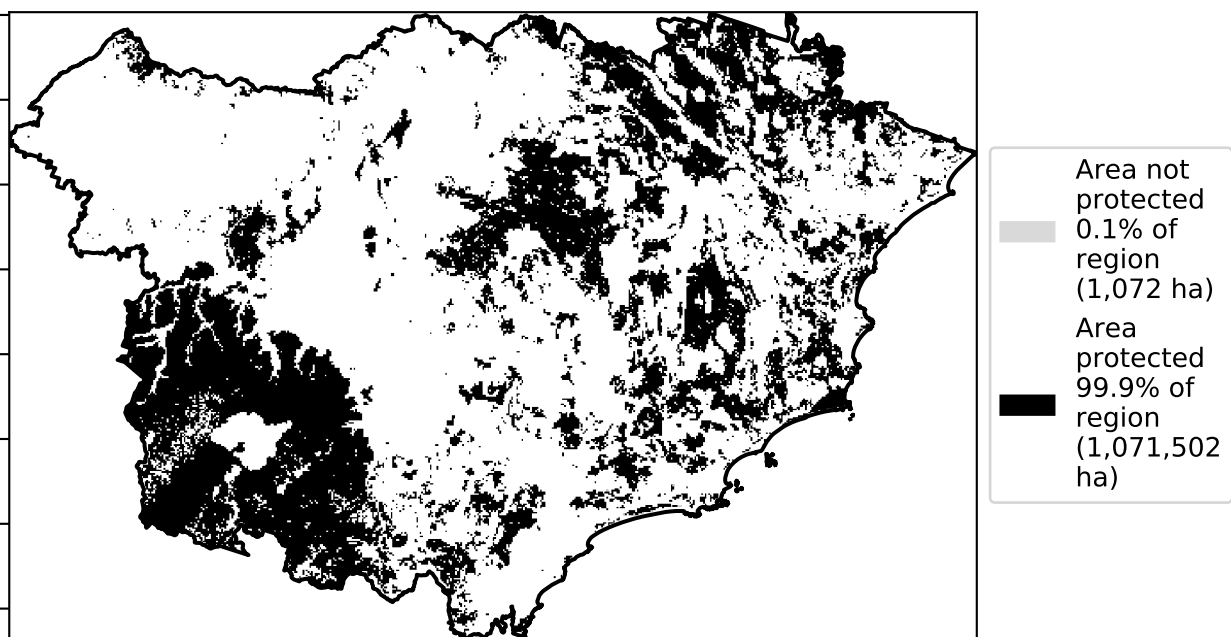 Area not
protected
0.1% of
region
(1,072 ha)
Area
protected
99.9% of
region
(1,071,502
ha)